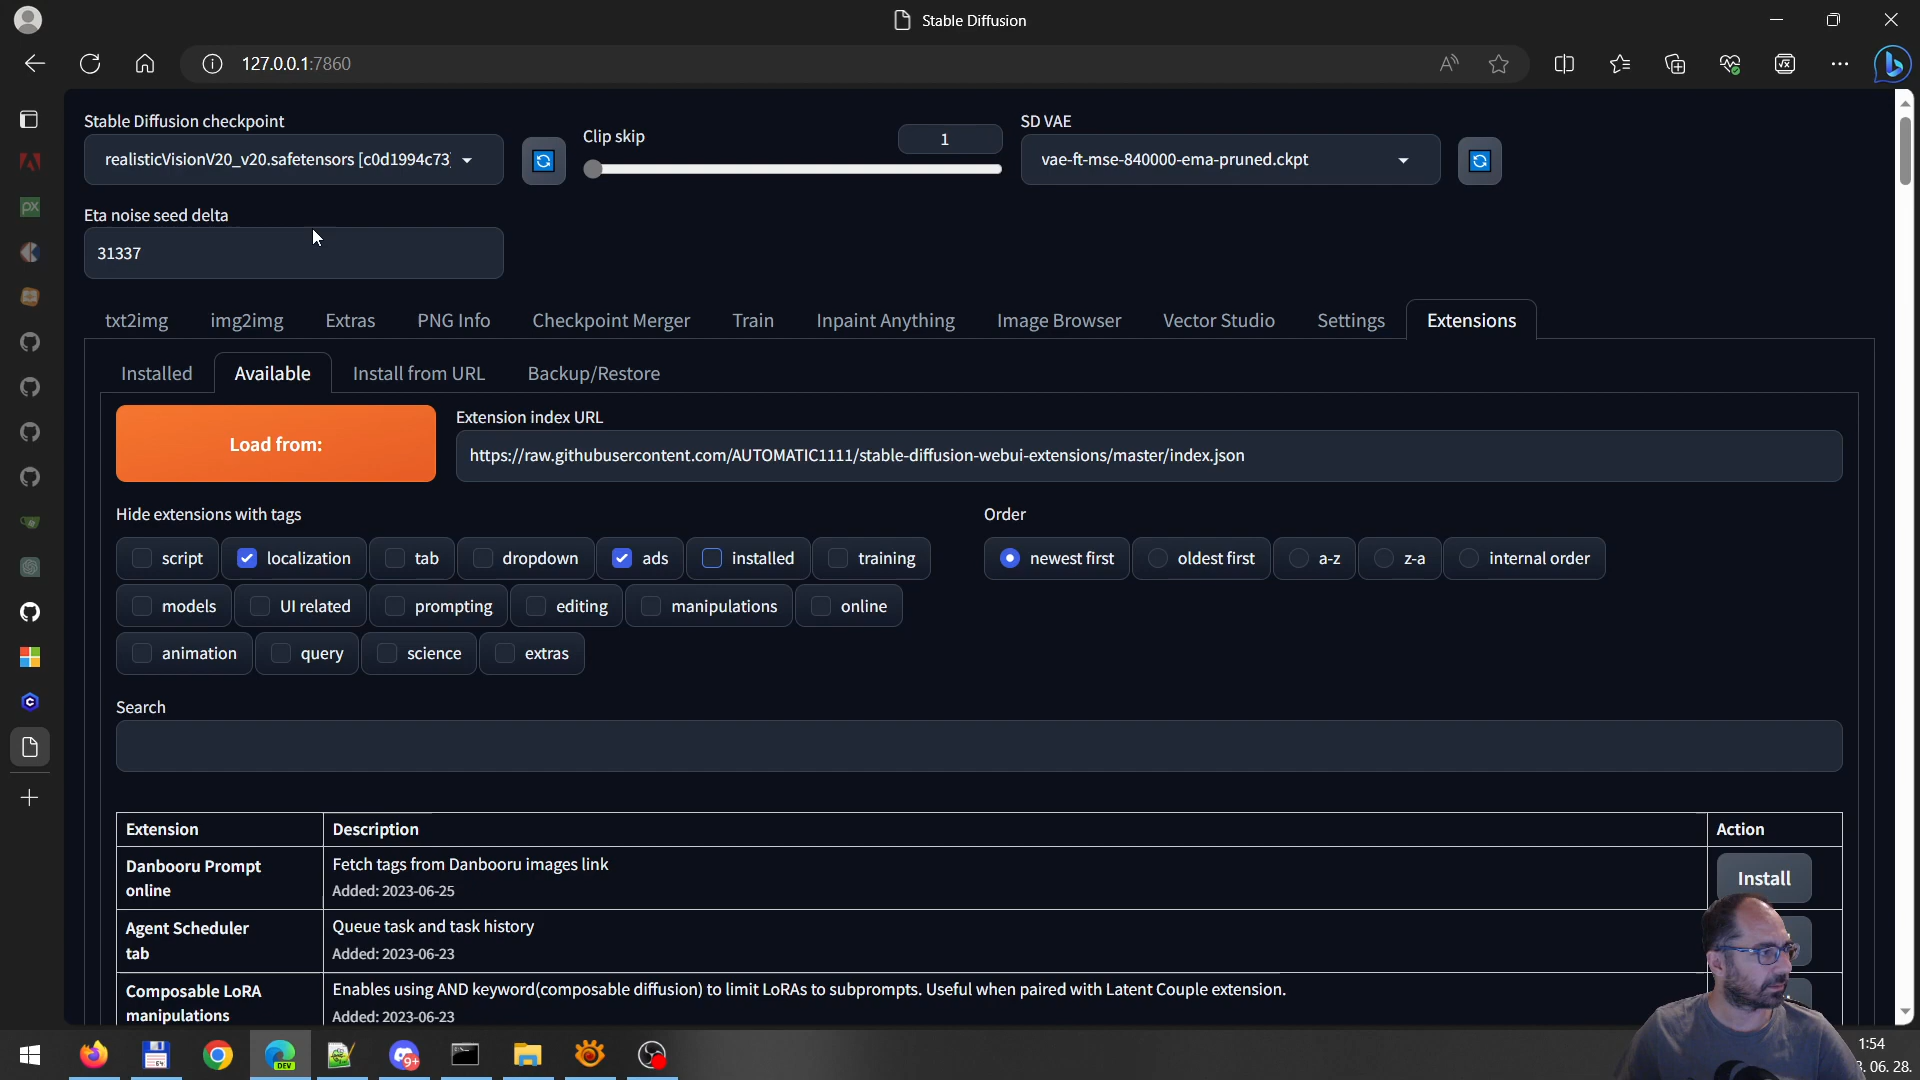 Stable Diffusion
127.0.0.1:7860
Stable Diffusion checkpoint
realisticVisionV20_v20.safetensors [c0d1994c73]
Clip skip
1
SD VAE
vae-ft-mse-840000-ema-pruned.ckpt
Eta noise seed delta
31337
txt2img img2img Extras PNG Info Checkpoint Merger Train Inpaint Anything Image Browser Vector Studio Settings Extensions
Installed Available Install from URL Backup/Restore
Load from:
Extension index URL
https://raw.githubusercontent.com/AUTOMATIC1111/stable-diffusion-webui-extensions/master/index.json
Hide extensions with tags
script localization tab dropdown ads installed training
models UI related prompting editing manipulations online
animation query science extras
Order
newest first oldest first a-z z-a internal order
Search
Extension Description Action
Danbooru Prompt
online
Fetch tags from Danbooru images link
Added: 2023-06-25
Install
Agent Scheduler
tab
Queue task and task history
Added: 2023-06-23
Composable LoRA
manipulations
Enables using AND keyword(composable diffusion) to limit LoRAs to subprompts. Useful when paired with Latent Couple extension.
Added: 2023-06-23
1:54
. 06. 28.
px
DEV
9+
64